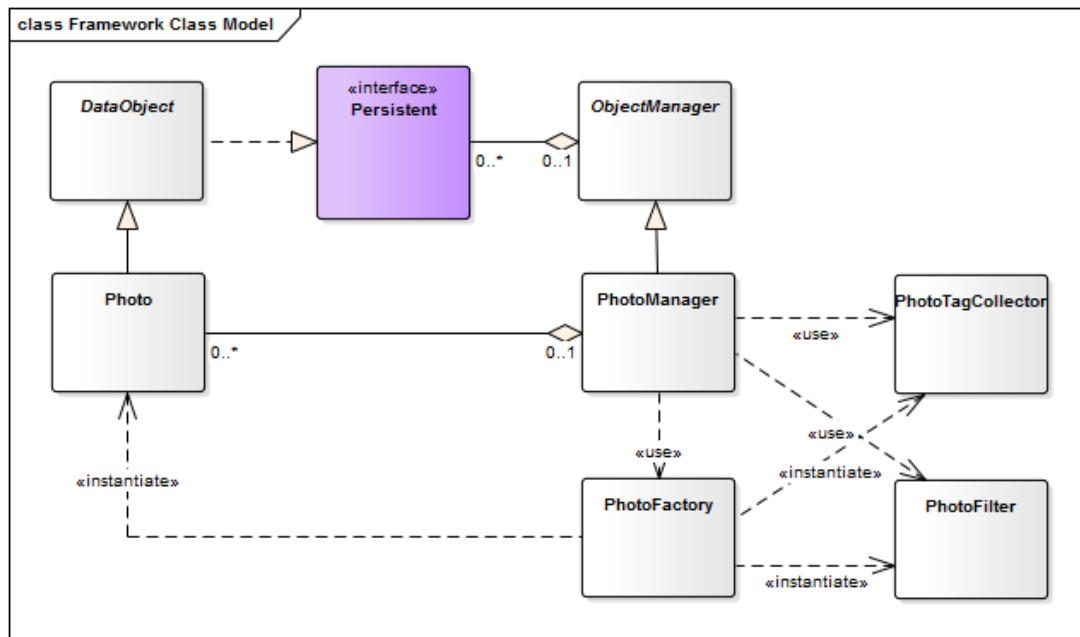 class Framework Class Model
DataObject
«interface»
Persistent
ObjectManager
0..*
0..1
Photo
PhotoManager
PhotoTagCollector
0..*
0..1
«use»
«use»
«use»
«instantiate»
«instantiate»
PhotoFactory
PhotoFilter
«instantiate»